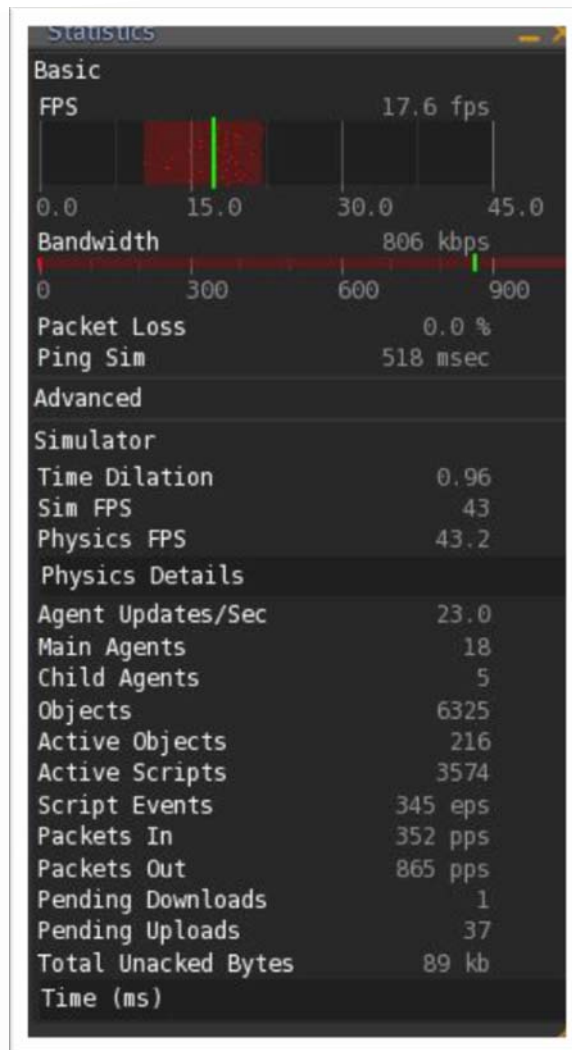 Statistics
Basic
FPS 17.6 fps
0.0 15.0 30.0 45.0
Bandwidth 806 kbps
0 300 600 900
Packet Loss 0.0 %
Ping Sim 518 msec
Advanced
Simulator
Time Dilation 0.96
Sim FPS 43
Physics FPS 43.2
Physics Details
Agent Updates/Sec 23.0
Main Agents 18
Child Agents 5
Objects 6325
Active Objects 216
Active Scripts 3574
Script Events 345 eps
Packets In 352 pps
Packets Out 865 pps
Pending Downloads 1
Pending Uploads 37
Total Unacked Bytes 89 kb
Time (ms)